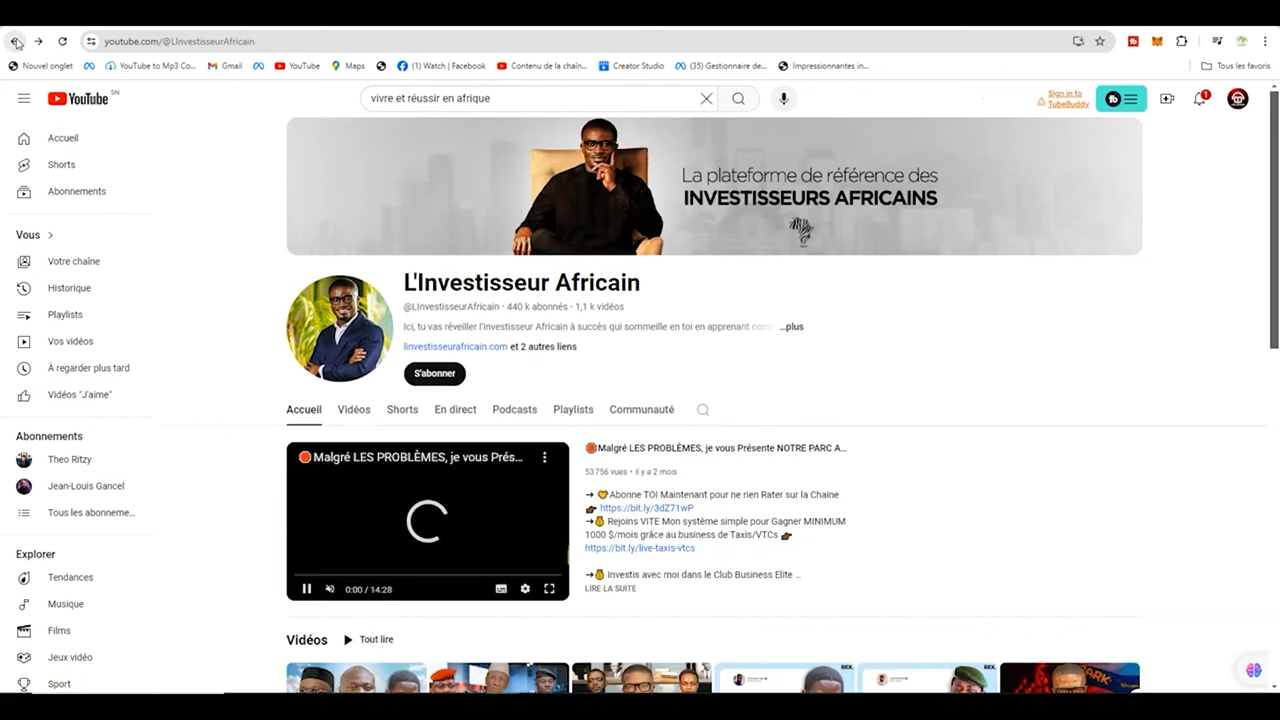 youtube.com/@LInvestisseurAfricain
Nouvel onglet
YouTube to Mp3 Co...
Gmail
YouTube
Maps
(1) Watch | Facebook
Contenu de la chaîn...
Creator Studio
(35) Gestionnaire de...
Impressionnantes in...
Tous les favoris
YouTube SN
vivre et réussir en afrique
Sign in to
TubeBuddy
1
Accueil
Shorts
Abonnements
Vous
Votre chaîne
Historique
Playlists
Vos vidéos
À regarder plus tard
Vidéos "J'aime"
Abonnements
Theo Ritzy
Jean-Louis Gancel
Tous les abonneme...
Explorer
Tendances
Musique
Films
Jeux vidéo
Sport
La plateforme de référence des
INVESTISSEURS AFRICAINS
L'Investisseur Africain
@LInvestisseurAfricain · 440 k abonnés · 1,1 k vidéos
Ici, tu vas réveiller l'Investisseur Africain à succès qui sommeille en toi en apprenant com... ...plus
linvestisseurafricain.com et 2 autres liens
S'abonner
Accueil Vidéos Shorts En direct Podcasts Playlists Communauté
Malgré LES PROBLÈMES, je vous Prés...
0:00 / 14:28
Malgré LES PROBLÈMES, je vous Présente NOTRE PARC A...
53 756 vues • il y a 2 mois
→ Abonne TOI Maintenant pour ne rien Rater sur la Chaine
https://bit.ly/3dZ71wP
→ Rejoins VITE Mon système simple pour Gagner MINIMUM
1000 $/mois grâce au business de Taxis/VTCs
https://bit.ly/live-taxis-vtcs
→ Investis avec moi dans le Club Business Elite ...
LIRE LA SUITE
Vidéos Tout lire
REX.
REX.